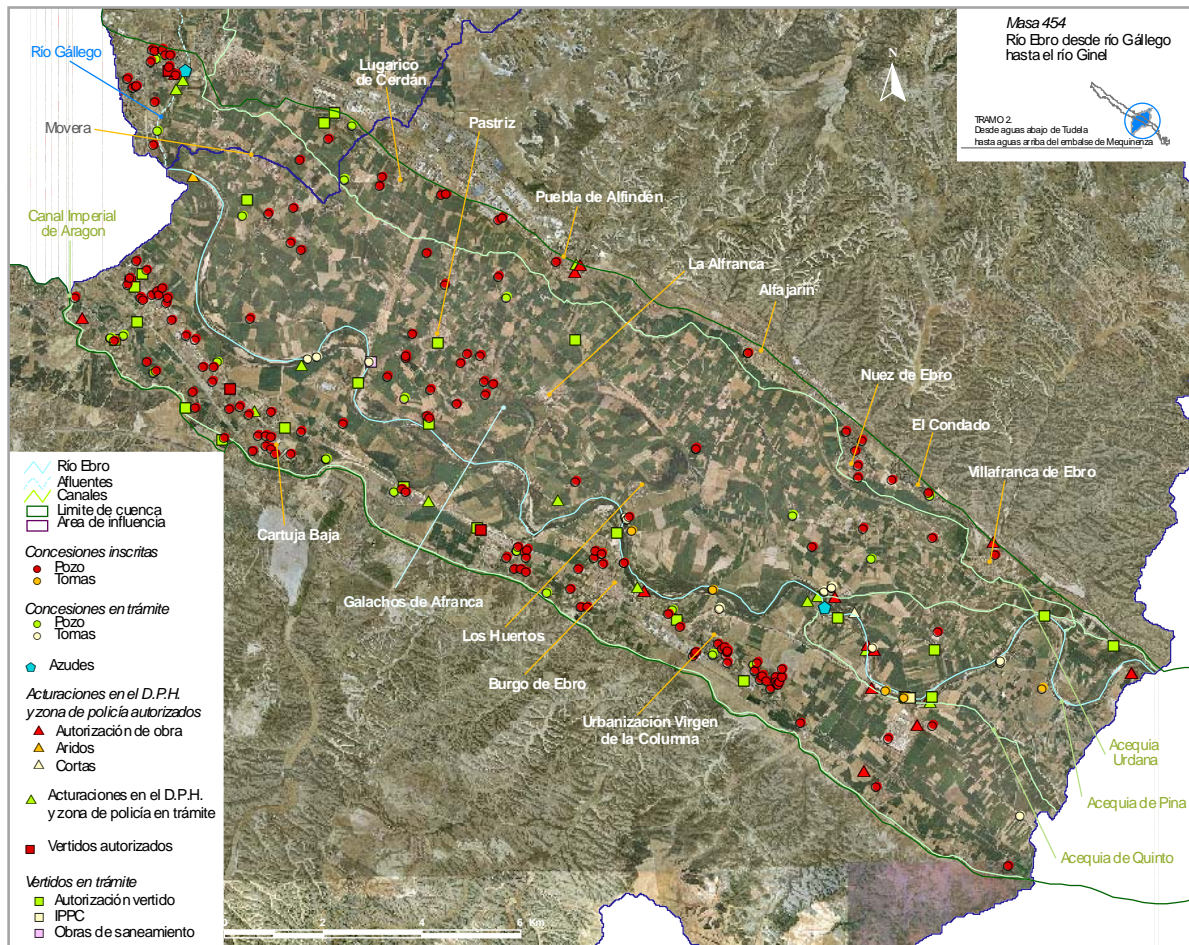 Masa 454
Río Ebro desde río Gállego
hasta el río Ginel
TRAMO 2.
Desde aguas abajo de Tudela
hasta aguas arriba del embalse de Mequinenza
N
Río Gállego
Movera
Canal Imperial
de Aragon
Lugarico
de Cerdán
Pastriz
Puebla de Alfindén
La Alfranca
Alfajarín
Nuez de Ebro
El Condado
Villafranca de Ebro
Cartuja Baja
Galachos de Afranca
Los Huertos
Burgo de Ebro
Urbanización Virgen
de la Columna
Acequia
Urdana
Acequia de Pina
Acequia de Quinto
Río Ebro
Afluentes
Canales
Limite de cuenca
Area de influencia
Concesiones inscritas
Pozo
Tomas
Concesiones en trámite
Pozo
Tomas
Azudes
Acturaciones en el D.P.H.
y zona de policía autorizados
Autorización de obra
Aridos
Cortas
Acturaciones en el D.P.H.
y zona de policía en trámite
Vertidos autorizados
Vertidos en trámite
Autorización vertido
IPPC
Obras de saneamiento
0 2 4 6 Km